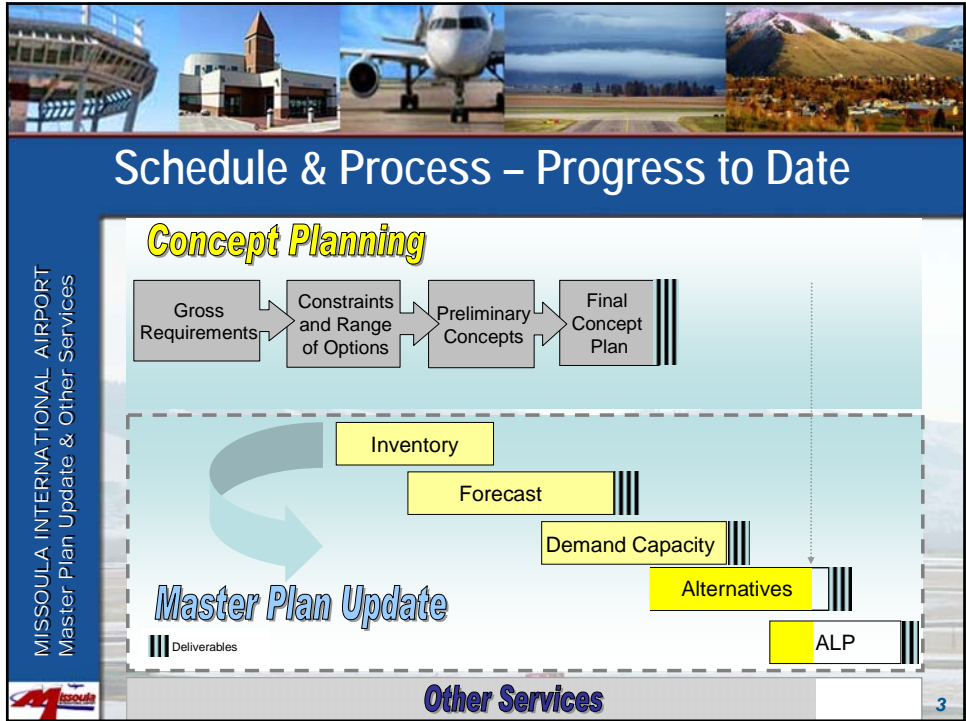 Schedule & Process – Progress to Date
MISSOULA INTERNATIONAL AIRPORT
Master Plan Update & Other Services
Concept Planning
Gross
Requirements
Constraints
and Range
of Options
Preliminary
Concepts
Final
Concept
Plan
Inventory
Forecast
Demand Capacity
Alternatives
ALP
Master Plan Update
Deliverables
Other Services
Missoula
3